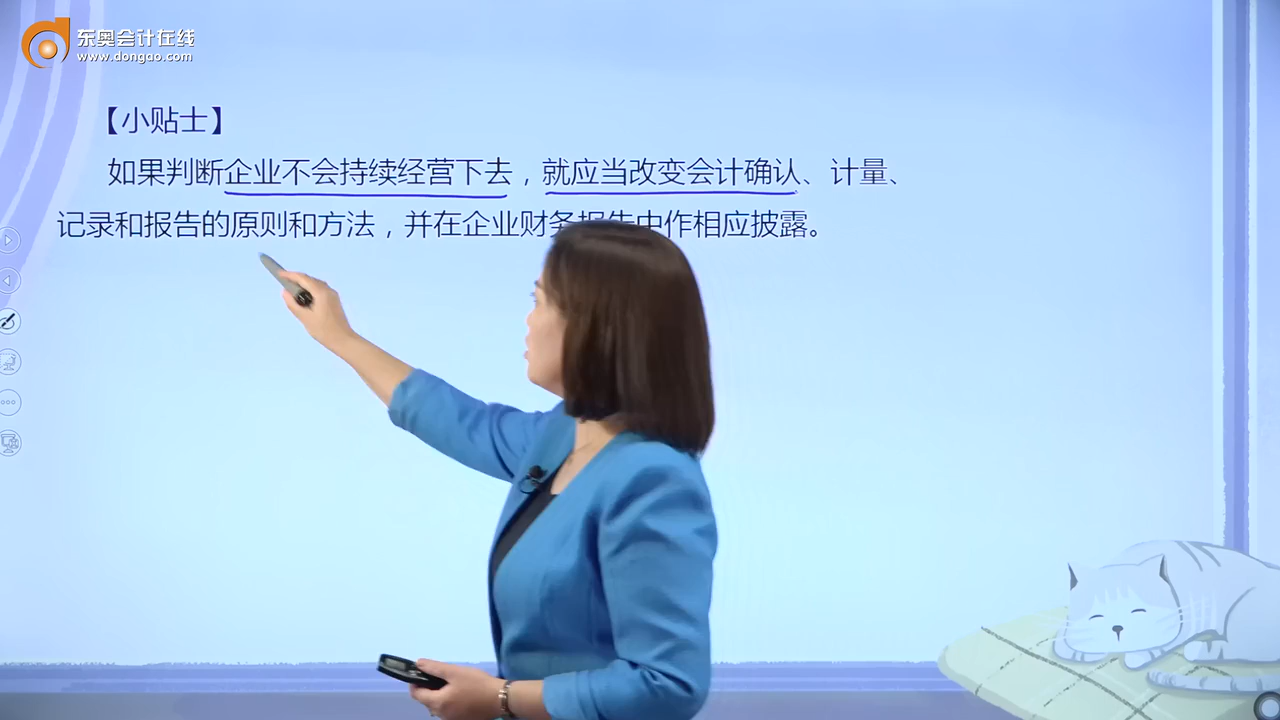 东奥会计在线
www.dongao.com
【小贴士】
如果判断企业不会持续经营下去，就应当改变会计确认、计量、
记录和报告的原则和方法，并在企业财务报告中作相应披露。